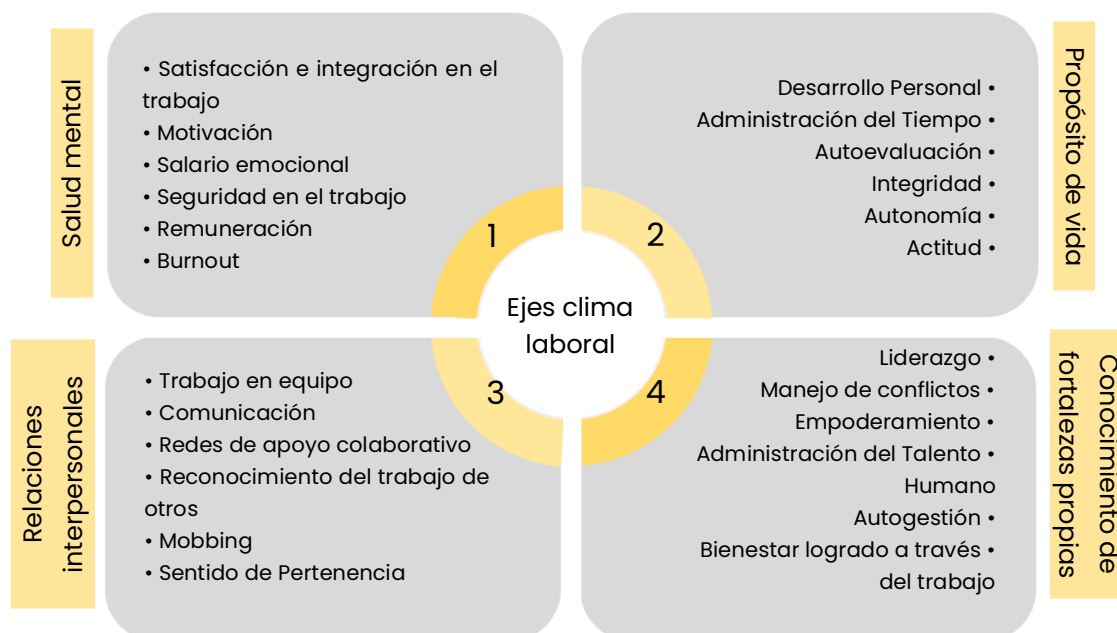 Salud mental
• Satisfacción e integración en el
trabajo
• Motivación
• Salario emocional
• Seguridad en el trabajo
• Remuneración
• Burnout
1
Propósito de vida
Desarrollo Personal •
Administración del Tiempo •
Autoevaluación •
Integridad •
Autonomía •
Actitud •
2
Ejes clima
laboral
Relaciones
interpersonales
• Trabajo en equipo
• Comunicación
• Redes de apoyo colaborativo
• Reconocimiento del trabajo de
otros
• Mobbing
• Sentido de Pertenencia
3
Conocimiento de
fortalezas propias
Liderazgo •
Manejo de conflictos •
Empoderamiento •
Administración del Talento •
Humano
Autogestión •
Bienestar logrado a través •
del trabajo
4